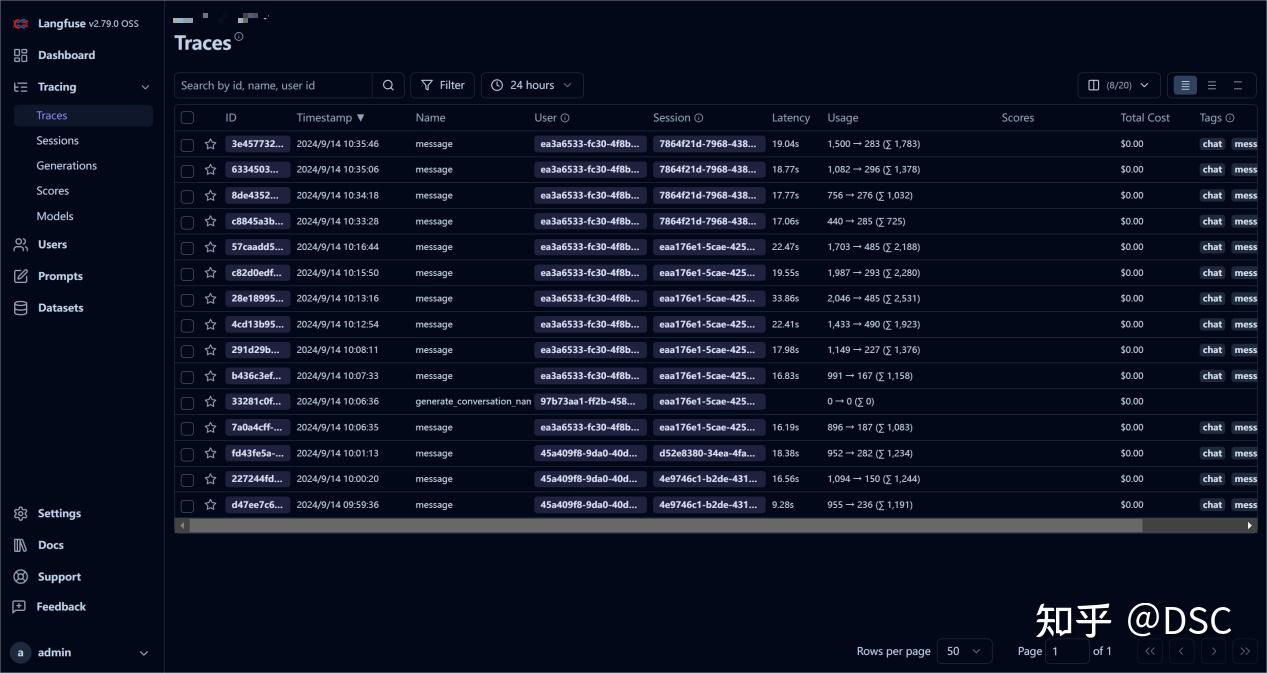 Langfuse v2.79.0 OSS
Dashboard
Tracing
Traces
Sessions
Generations
Scores
Models
Users
Prompts
Datasets
Settings
Docs
Support
Feedback
a admin
Traces
Search by id, name, user id Filter 24 hours (8/20)
ID Timestamp ▼ Name User Session Latency Usage Scores Total Cost Tags
3e457732... 2024/9/14 10:35:46 message ea3a6533-fc30-4f8b... 7864f21d-7968-438... 19.04s 1,500 → 283 (∑ 1,783) $0.00 chat mess
6334503... 2024/9/14 10:35:06 message ea3a6533-fc30-4f8b... 7864f21d-7968-438... 18.77s 1,082 → 296 (∑ 1,378) $0.00 chat mess
8de4352... 2024/9/14 10:34:18 message ea3a6533-fc30-4f8b... 7864f21d-7968-438... 17.77s 756 → 276 (∑ 1,032) $0.00 chat mess
c8845a3b... 2024/9/14 10:33:28 message ea3a6533-fc30-4f8b... 7864f21d-7968-438... 17.06s 440 → 285 (∑ 725) $0.00 chat mess
57caadd5... 2024/9/14 10:16:44 message ea3a6533-fc30-4f8b... eaa176e1-5cae-425... 22.47s 1,703 → 485 (∑ 2,188) $0.00 chat mess
c82d0edf... 2024/9/14 10:15:50 message ea3a6533-fc30-4f8b... eaa176e1-5cae-425... 19.55s 1,987 → 293 (∑ 2,280) $0.00 chat mess
28e18995... 2024/9/14 10:13:16 message ea3a6533-fc30-4f8b... eaa176e1-5cae-425... 33.86s 2,046 → 485 (∑ 2,531) $0.00 chat mess
4cd13b95... 2024/9/14 10:12:54 message ea3a6533-fc30-4f8b... eaa176e1-5cae-425... 22.41s 1,433 → 490 (∑ 1,923) $0.00 chat mess
291d29b... 2024/9/14 10:08:11 message ea3a6533-fc30-4f8b... eaa176e1-5cae-425... 17.98s 1,149 → 227 (∑ 1,376) $0.00 chat mess
b436c3ef... 2024/9/14 10:07:33 message ea3a6533-fc30-4f8b... eaa176e1-5cae-425... 16.83s 991 → 167 (∑ 1,158) $0.00 chat mess
33281c0f... 2024/9/14 10:06:36 generate_conversation_nam 97b73aa1-ff2b-458... eaa176e1-5cae-425... 0 → 0 (∑ 0) $0.00
7a0a4cff-... 2024/9/14 10:06:35 message ea3a6533-fc30-4f8b... eaa176e1-5cae-425... 16.19s 896 → 187 (∑ 1,083) $0.00 chat mess
fd43fe5a-... 2024/9/14 10:01:13 message 45a409f8-9da0-40d... d52e8380-34ea-4fa... 18.38s 952 → 282 (∑ 1,234) $0.00 chat mess
227244fd... 2024/9/14 10:00:20 message 45a409f8-9da0-40d... 4e9746c1-b2de-431... 16.56s 1,094 → 150 (∑ 1,244) $0.00 chat mess
d47ee7c6... 2024/9/14 09:59:36 message 45a409f8-9da0-40d... 4e9746c1-b2de-431... 9.28s 955 → 236 (∑ 1,191) $0.00 chat mess
知乎 @DSC
Rows per page 50 Page 1 of 1